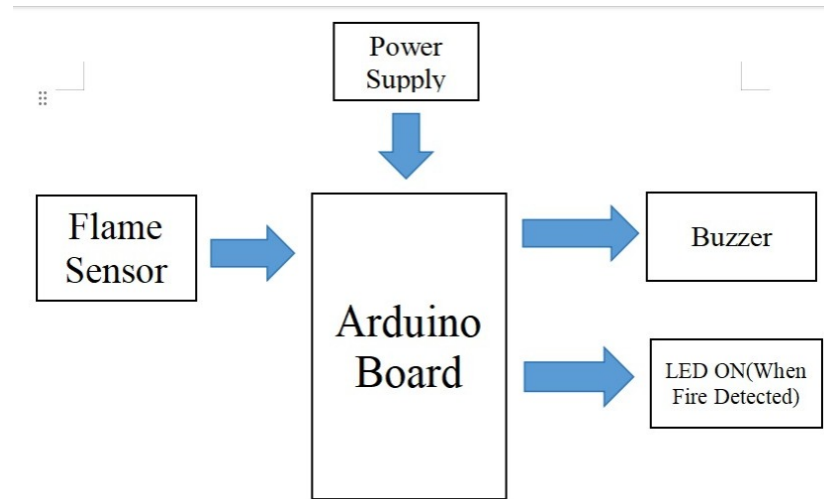 Power
Supply
Flame
Sensor
Arduino
Board
Buzzer
LED ON(When
Fire Detected)